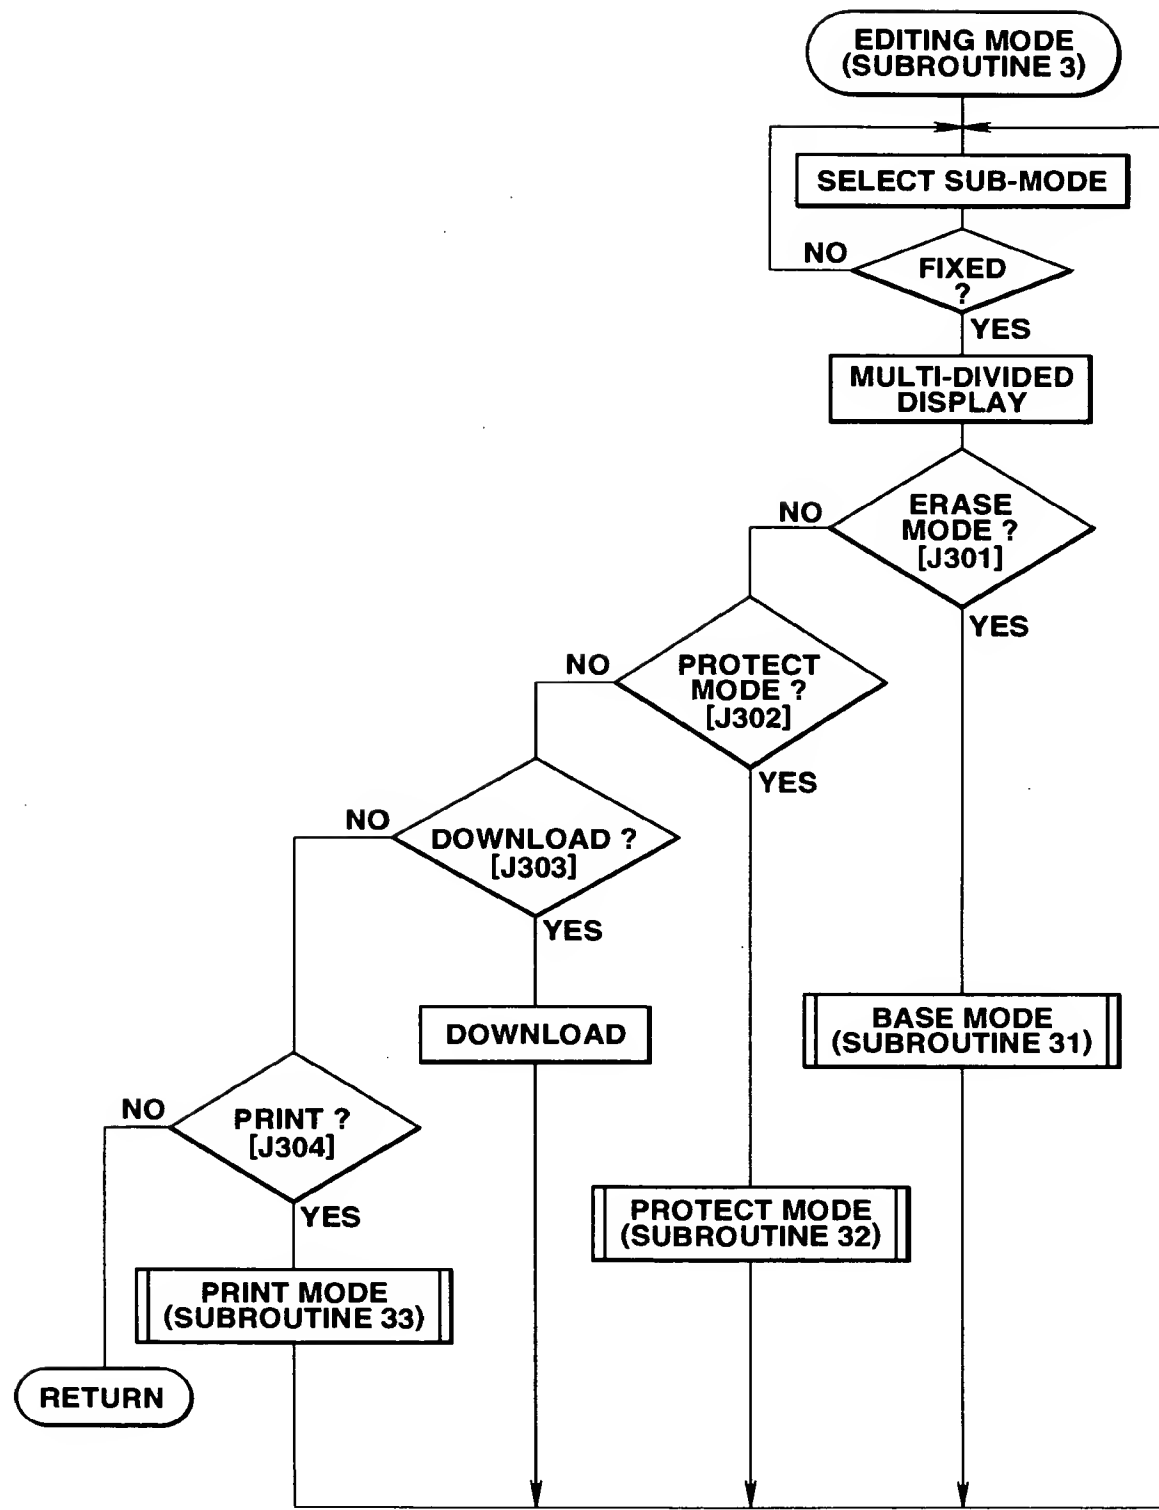 EDITING MODE
(SUBROUTINE 3)
SELECT SUB-MODE
NO
FIXED
?
YES
MULTI-DIVIDED
DISPLAY
NO
ERASE
MODE ?
[J301]
YES
NO
PROTECT
MODE ?
[J302]
YES
NO
DOWNLOAD ?
[J303]
YES
BASE MODE
(SUBROUTINE 31)
DOWNLOAD
NO
PRINT ?
[J304]
YES
PROTECT MODE
(SUBROUTINE 32)
PRINT MODE
(SUBROUTINE 33)
RETURN